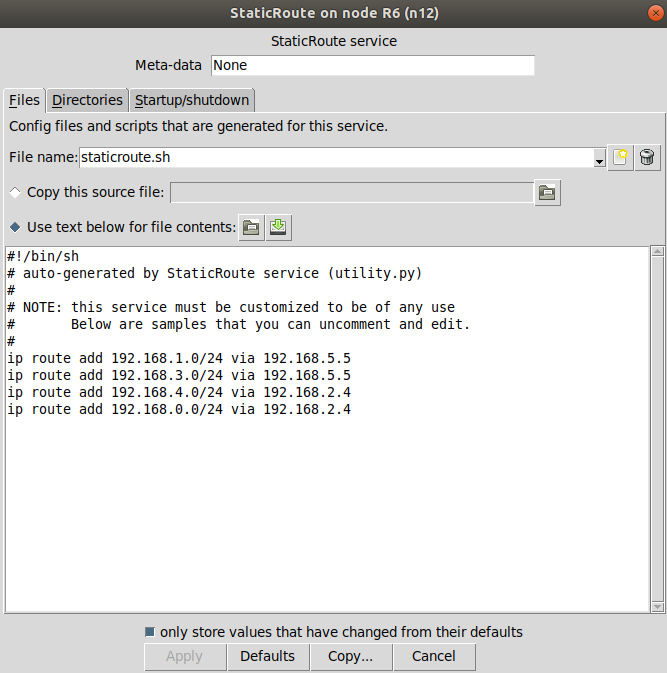 StaticRoute on node R6 (n12)
StaticRoute service
Meta-data None
Files Directories Startup/shutdown
Config files and scripts that are generated for this service.
File name: staticroute.sh
Copy this source file:
Use text below for file contents:
#!/bin/sh
# auto-generated by StaticRoute service (utility.py)
#
# NOTE: this service must be customized to be of any use
#       Below are samples that you can uncomment and edit.
#
ip route add 192.168.1.0/24 via 192.168.5.5
ip route add 192.168.3.0/24 via 192.168.5.5
ip route add 192.168.4.0/24 via 192.168.2.4
ip route add 192.168.0.0/24 via 192.168.2.4
only store values that have changed from their defaults
Apply Defaults Copy... Cancel